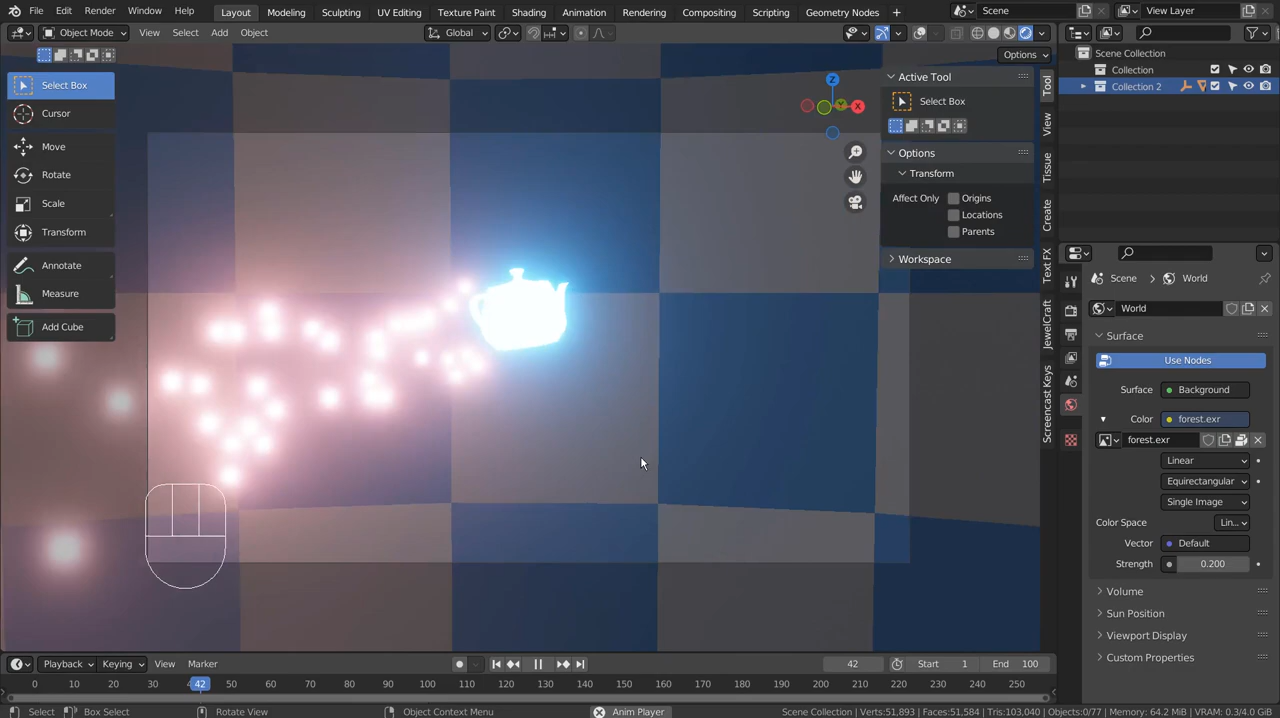 File Edit Render Window Help Layout Modeling Sculpting UV Editing Texture Paint Shading Animation Rendering Compositing Scripting Geometry Nodes + Scene View Layer
Object Mode View Select Add Object Global
Options
Select Box
Cursor
Move
Rotate
Scale
Transform
Annotate
Measure
Add Cube
Z
X
Y
Active Tool
Select Box
Options
Transform
Affect Only Origins
Locations
Parents
Workspace
Tool
View
Tissue
Create
Text FX
JewelCraft
Screencast Keys
Scene Collection
Collection
Collection 2
Scene World
World
Surface
Use Nodes
Surface Background
Color forest.exr
forest.exr
Linear
Equirectangular
Single Image
Color Space Lin...
Vector Default
Strength 0.200
Volume
Sun Position
Viewport Display
Custom Properties
Playback Keying View Marker 42 Start 1 End 100
0 10 20 30 42 50 60 70 80 90 100 110 120 130 140 150 160 170 180 190 200 210 220 230 240 250
Select Box Select Rotate View Object Context Menu Anim Player Scene Collection | Verts:51,893 | Faces:51,584 | Tris:103,040 | Objects:0/77 | Memory: 64.2 MiB | VRAM: 0.3/4.0 GiB